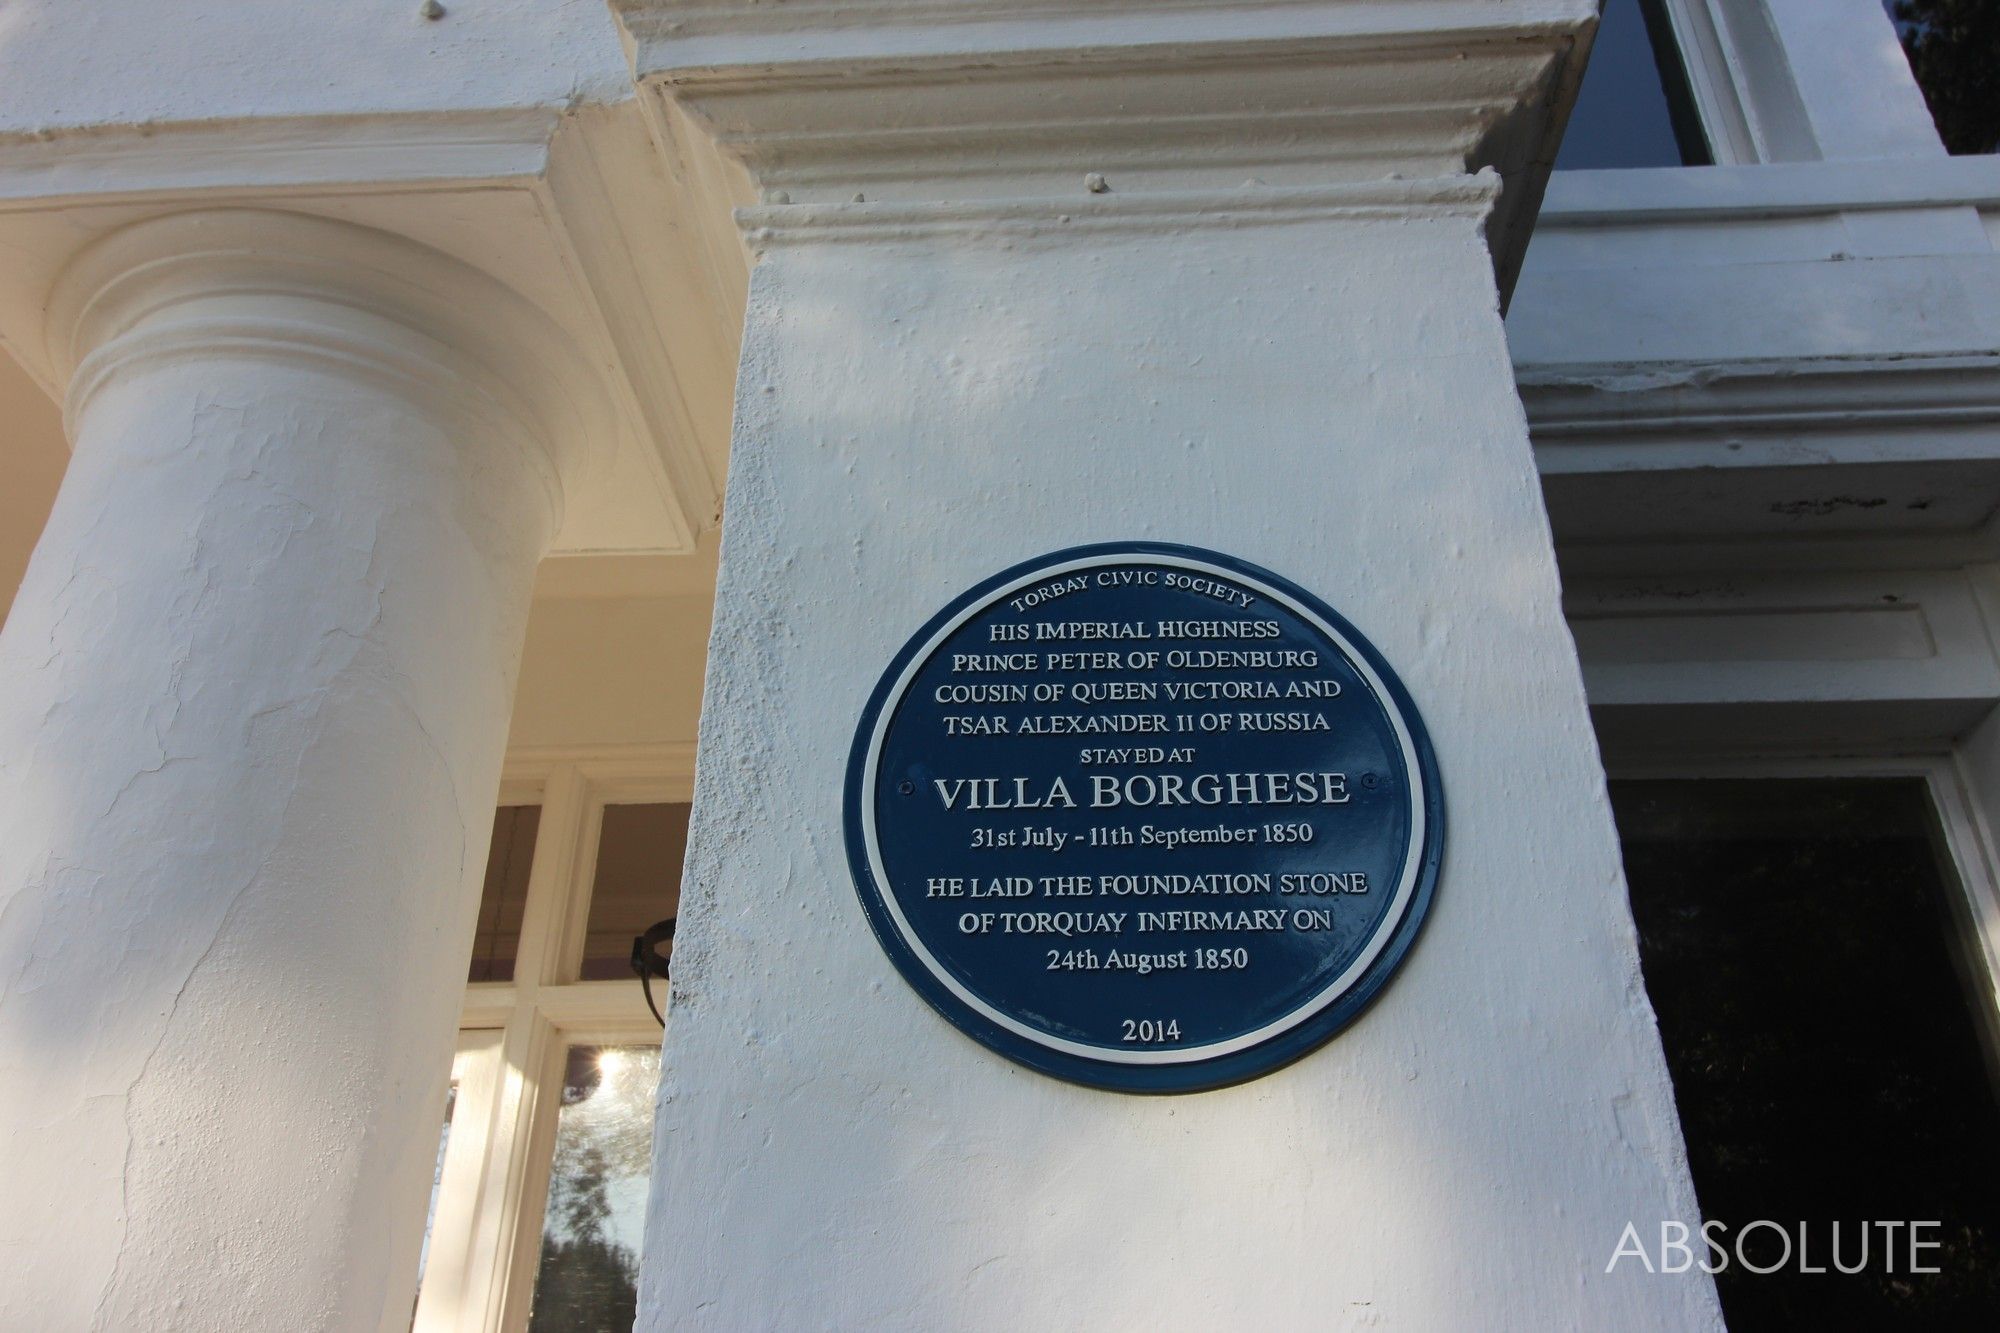 TORBAY CIVIC SOCIETY
HIS IMPERIAL HIGHNESS
PRINCE PETER OF OLDENBURG
COUSIN OF QUEEN VICTORIA AND
TSAR ALEXANDER II OF RUSSIA
STAYED AT
VILLA BORGHESE
31st July - 11th September 1850
HE LAID THE FOUNDATION STONE
OF TORQUAY INFIRMARY ON
24th August 1850
2014
ABSOLUTE